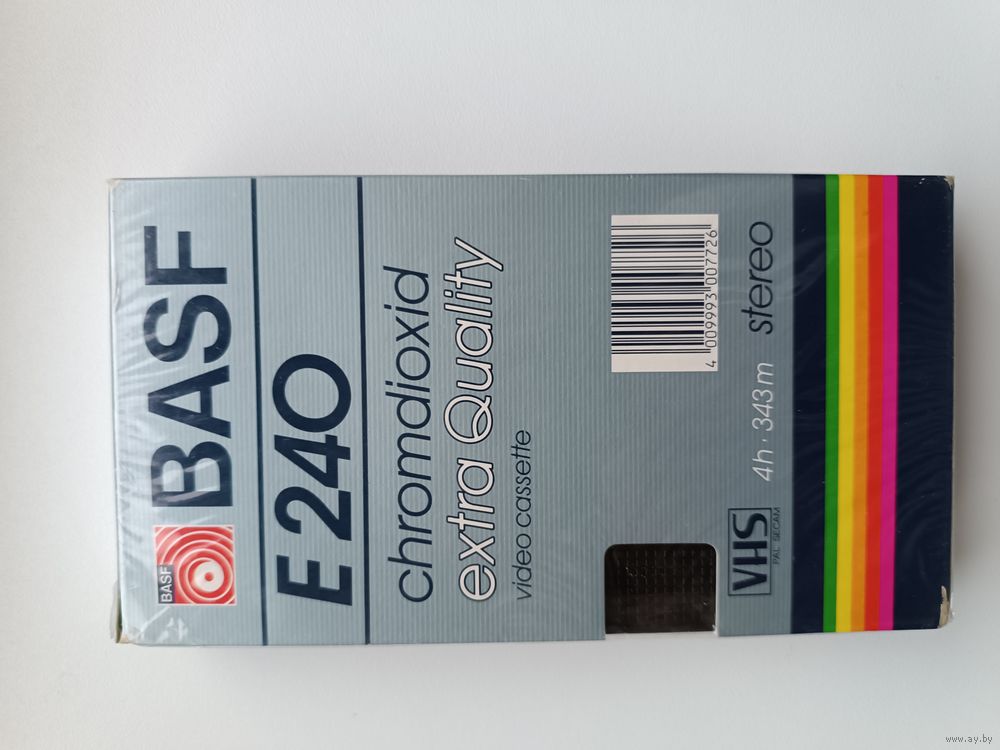 BASF
BASF
E 240
chromdioxid
extra Quality
video cassette
4 009993 007726
VHS
PAL SECAM
4h · 343m stereo
www.ay.by